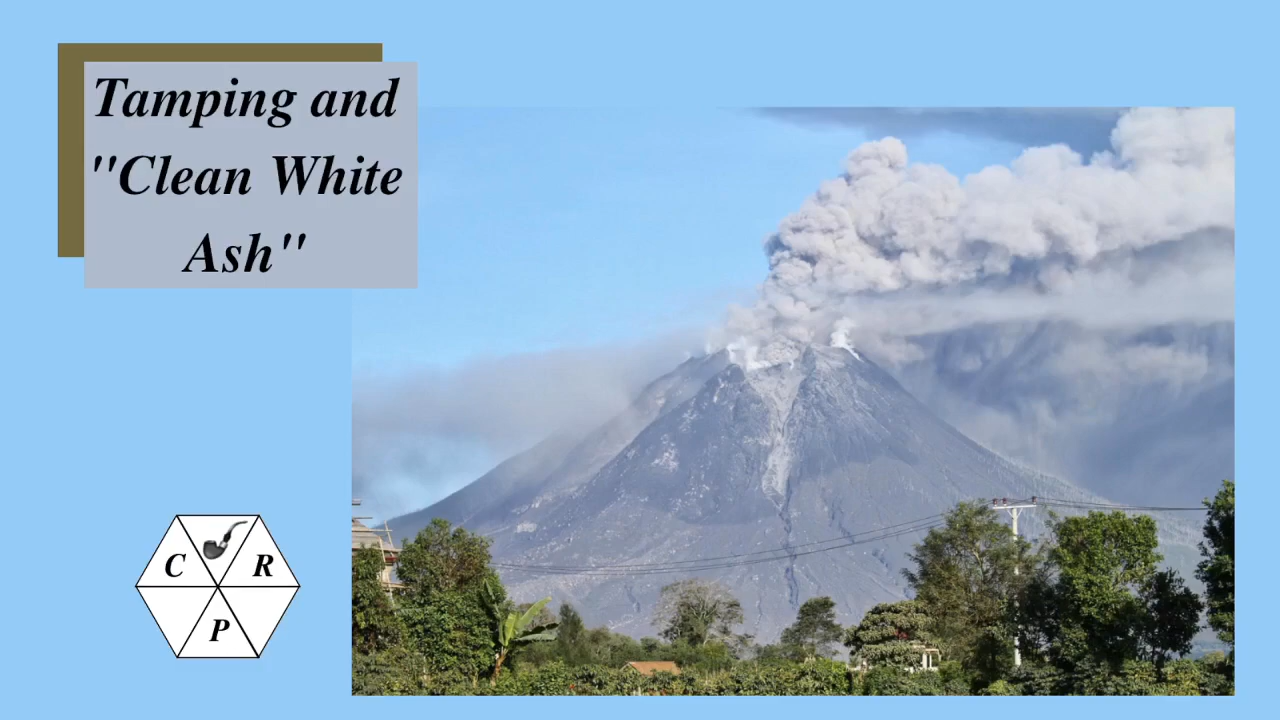 Tamping and
"Clean White
Ash"
C
R
P